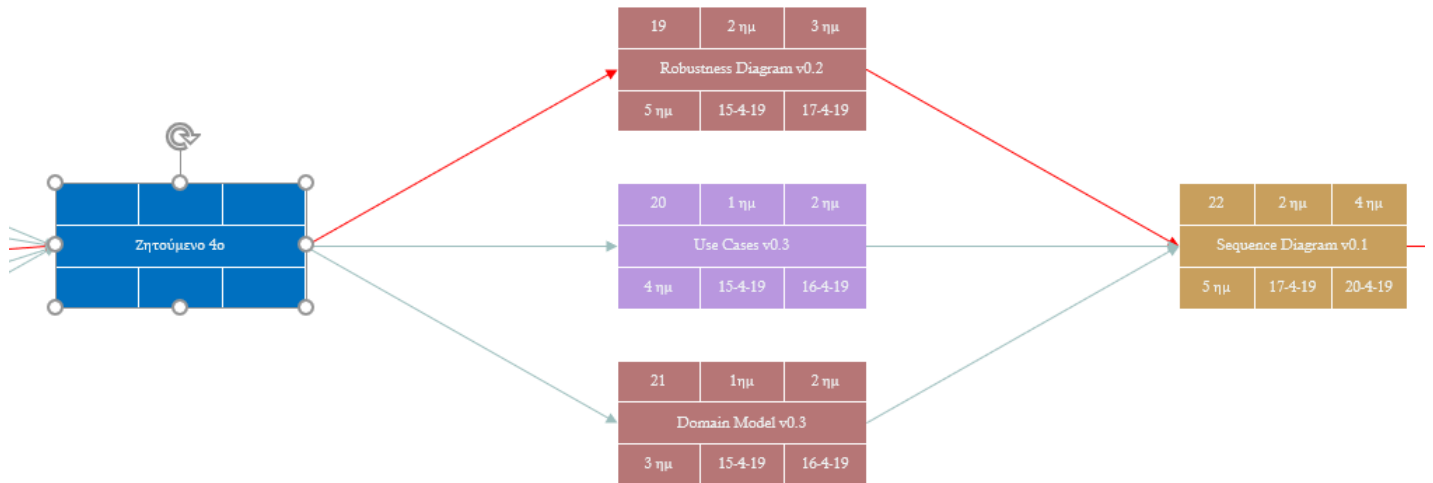 19 2 ημ 3 ημ
Robustness Diagram v0.2
5 ημ 15-4-19 17-4-19
Ζητούμενο 4ο
20 1 ημ 2 ημ
Use Cases v0.3
4 ημ 15-4-19 16-4-19
21 1ημ 2 ημ
Domain Model v0.3
3 ημ 15-4-19 16-4-19
22 2 ημ 4 ημ
Sequence Diagram v0.1
5 ημ 17-4-19 20-4-19